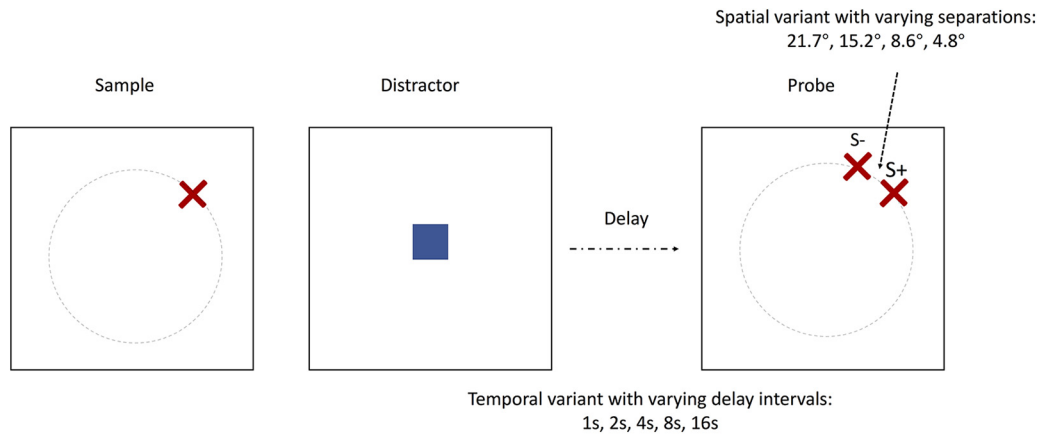 Spatial variant with varying separations:
21.7°, 15.2°, 8.6°, 4.8°
Sample
Distractor
Probe
S-
S+
Delay
Temporal variant with varying delay intervals:
1s, 2s, 4s, 8s, 16s